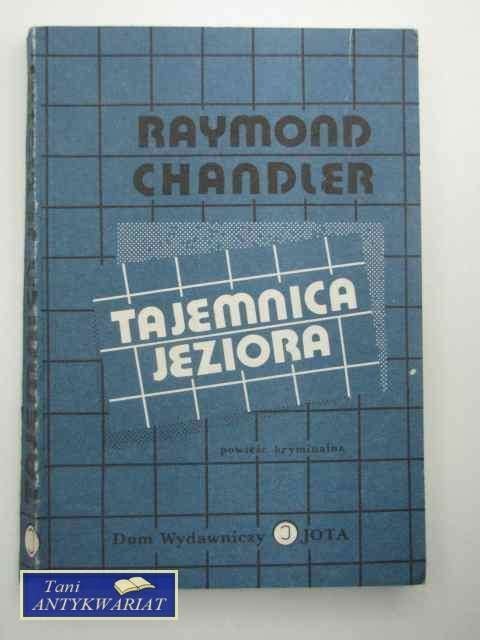 RAYMOND
CHANDLER
TAJEMNICA
JEZIORA
powieść kryminalna
Dom Wydawniczy JOTA
Tani
ANTYKWARIAT